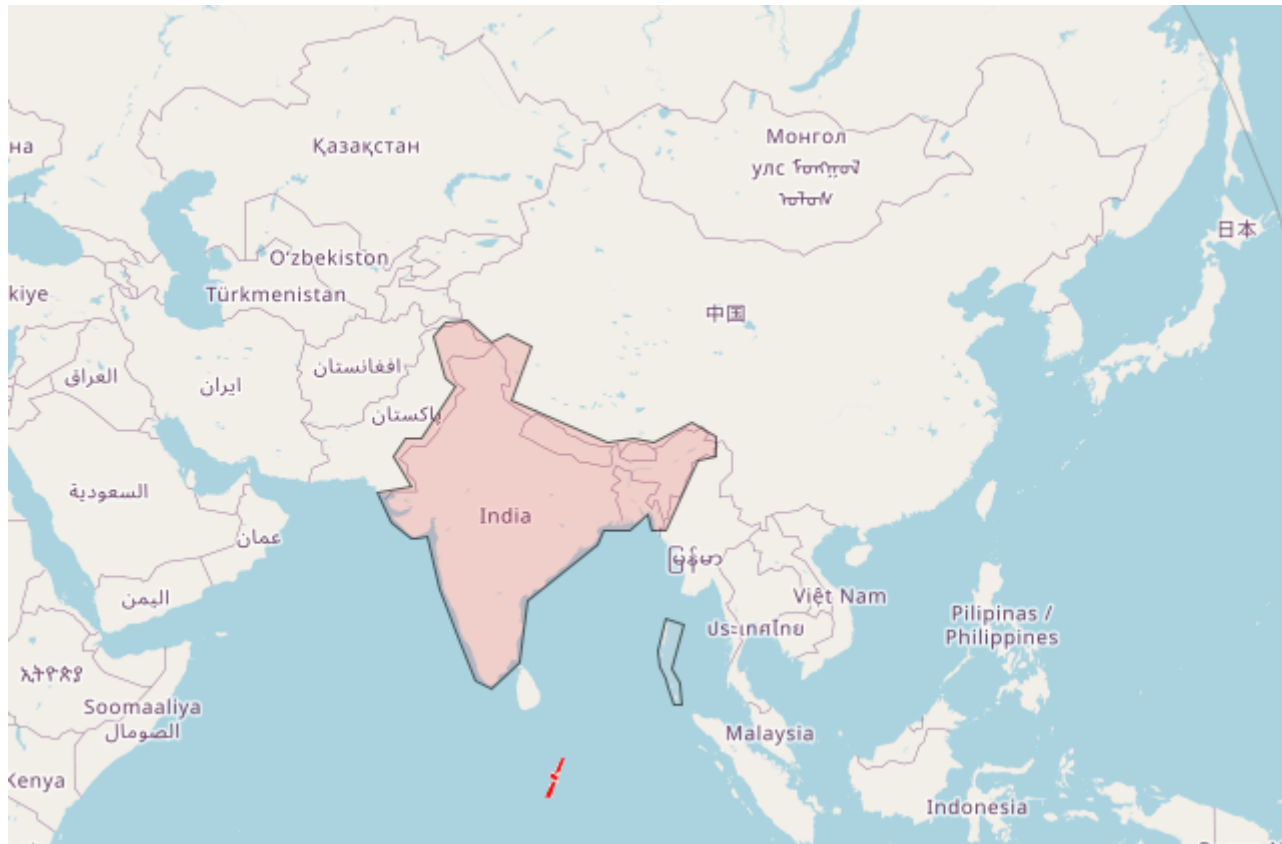 на
Қазақстан
Монгол
улс ᠮᠣᠩᠭᠣᠯ
ᠤᠯᠤᠰ
日本
Oʻzbekiston
kiye
Türkmenistan
中国
افغانستان
العراق
ایران
پاکستان
السعودية
India
عمان
မြန်မာ
اليمن
Việt Nam
Pilipinas /
Philippines
ประเทศไทย
ኢትዮጵያ
Soomaaliya
الصومال
Malaysia
Kenya
Indonesia